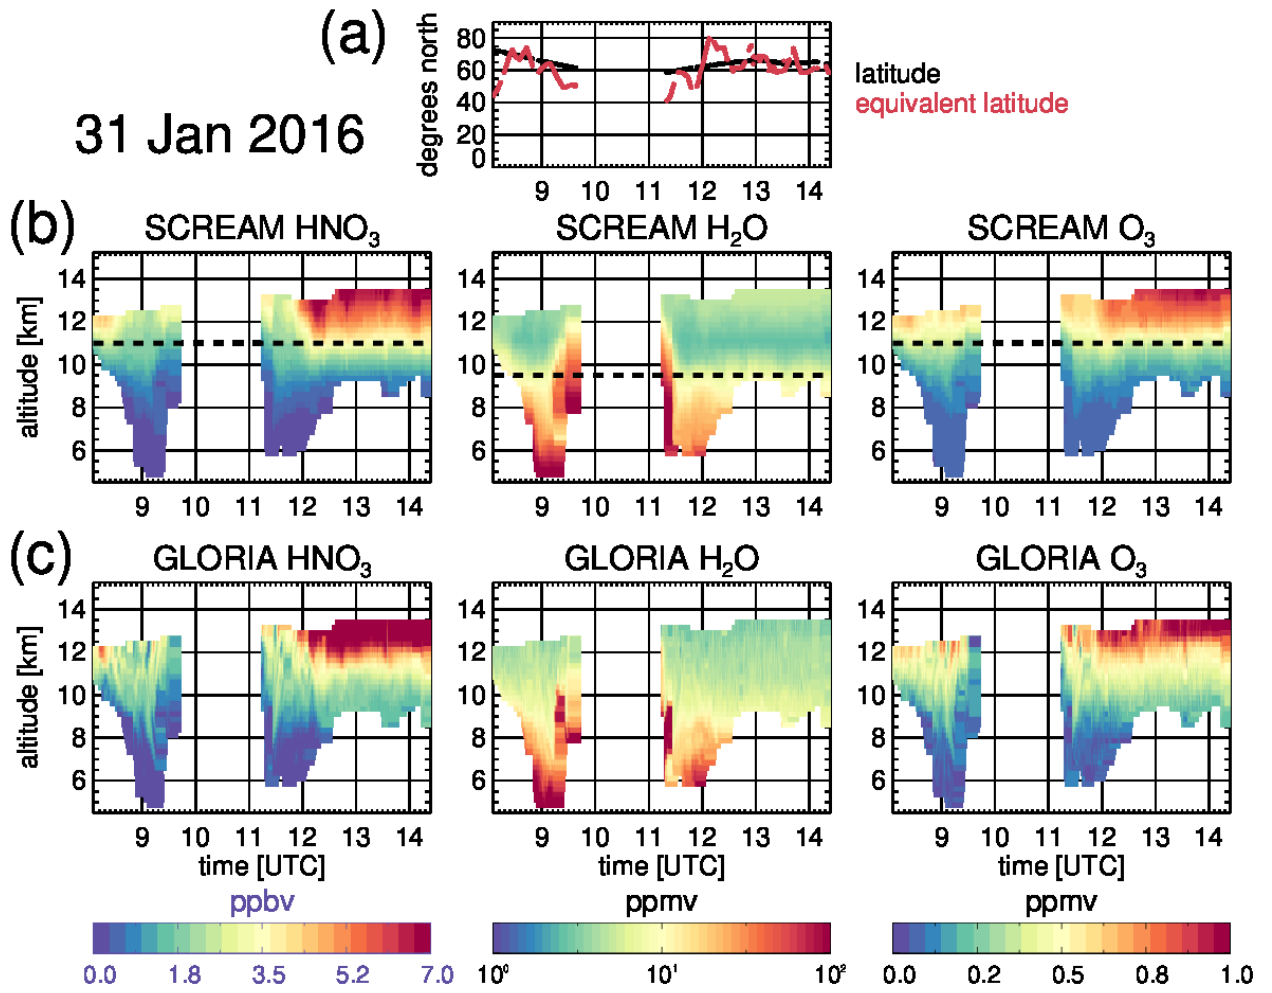 (a)
31 Jan 2016
degrees north
80
60
40
20
0
9 10 11 12 13 14
latitude
equivalent latitude
(b)
SCREAM HNO₃ SCREAM H₂O SCREAM O₃
altitude [km]
14
12
10
8
6
9 10 11 12 13 14 9 10 11 12 13 14 9 10 11 12 13 14
(c)
GLORIA HNO₃ GLORIA H₂O GLORIA O₃
altitude [km]
14
12
10
8
6
9 10 11 12 13 14 9 10 11 12 13 14 9 10 11 12 13 14
time [UTC] time [UTC] time [UTC]
ppbv ppmv ppmv
0.0 1.8 3.5 5.2 7.0 10⁰ 10¹ 10² 0.0 0.2 0.5 0.8 1.0